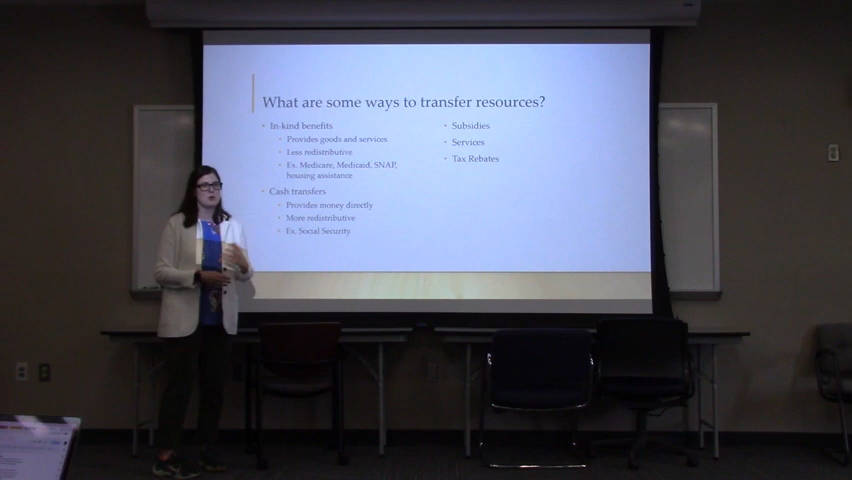 What are some ways to transfer resources?
• In-kind benefits
• Provides goods and services
• Less redistributive
• Ex. Medicare, Medicaid, SNAP,
housing assistance
• Cash transfers
• Provides money directly
• More redistributive
• Ex. Social Security
• Subsidies
• Services
• Tax Rebates